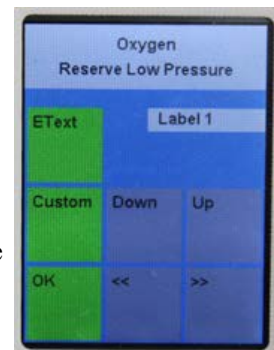 Oxygen
Reserve Low Pressure
EText Label 1
Custom Down Up
e
OK << >>